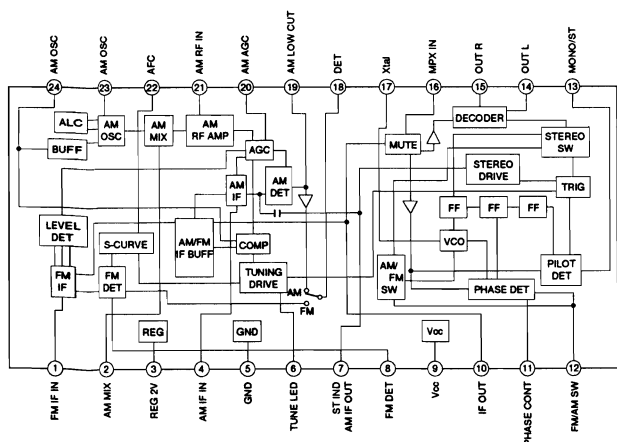 AM OSC
AM OSC
AFC
AM RF IN
AM AGC
AM LOW CUT
DET
Xtal
MPX IN
OUT R
OUT L
MONO/ST
24
23
22
21
20
19
18
17
16
15
14
13
ALC
AM
OSC
AM
MIX
AM
RF AMP
DECODER
BUFF
MUTE
STEREO
SW
AGC
STEREO
DRIVE
AM
IF
AM
DET
TRIG
FF
FF
FF
LEVEL
DET
S-CURVE
AM/FM
IF BUFF
COMP
VCO
FM
IF
FM
DET
TUNING
DRIVE
AM
FM
AM/
FM
SW
PILOT
DET
PHASE DET
REG
GND
Vcc
1
2
3
4
5
6
7
8
9
10
11
12
FM IF IN
AM MIX
REG 2V
AM IF IN
GND
TUNE LED
ST IND
AM IF OUT
FM DET
Vcc
IF OUT
PHASE CONT
FM/AM SW